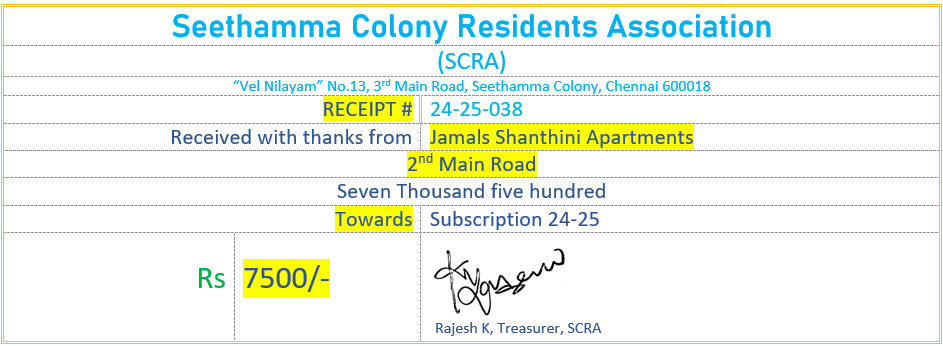 Seethamma Colony Residents Association
(SCRA)
“Vel Nilayam” No.13, 3rd Main Road, Seethamma Colony, Chennai 600018
RECEIPT # 24-25-038
Received with thanks from Jamals Shanthini Apartments
2nd Main Road
Seven Thousand five hundred
Towards Subscription 24-25
Rs 7500/-
Rajesh K, Treasurer, SCRA